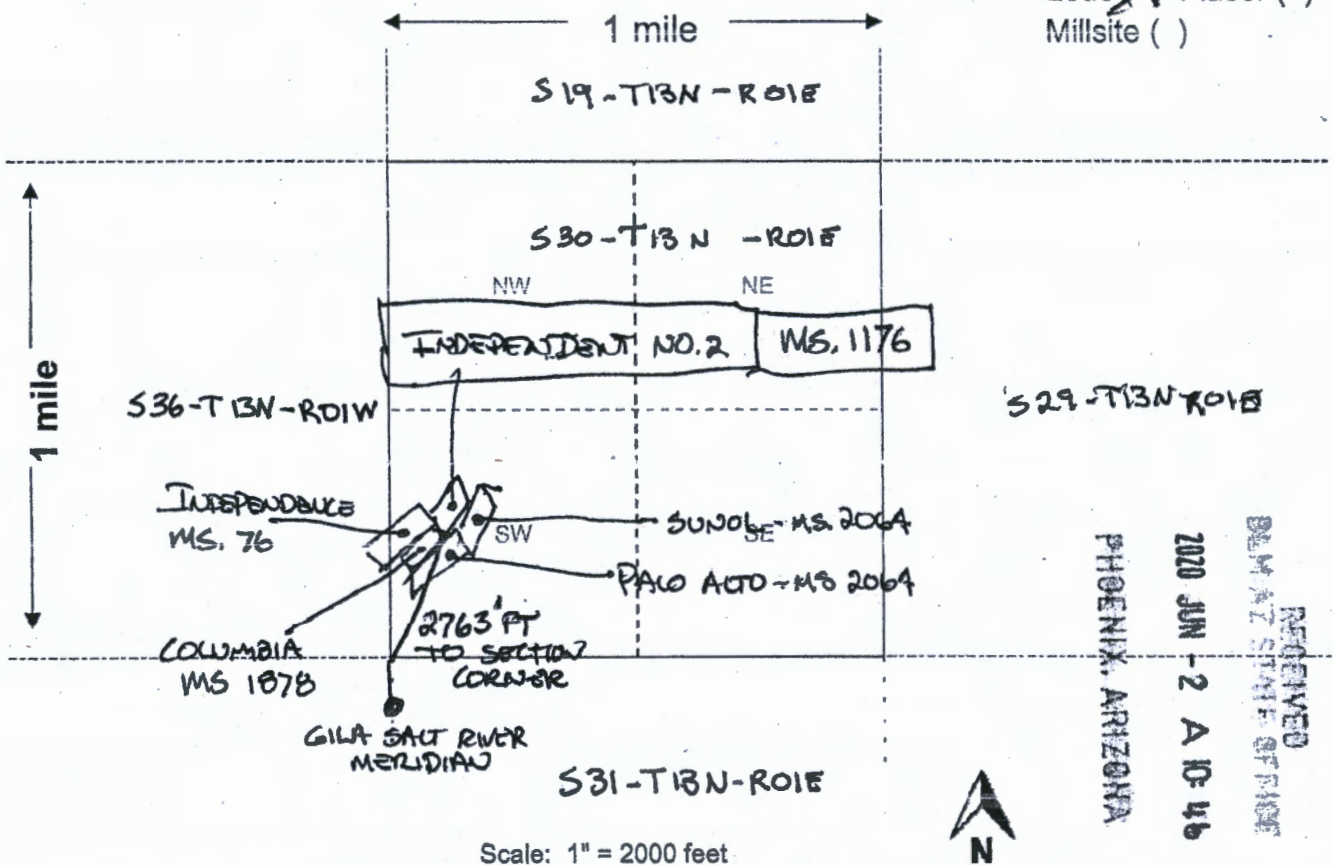 Placer ( )
Millsite ( )
1 mile
S19-T13N-R01E
1 mile
S30-T13N-R01E
NW
NE
INDEPENDENT NO.2
MS. 1176
S36-T13N-R01W
S29-T13N R01E
INDEPENDENCE
MS. 76
SW
SUNOL-MS. 2064
SE
PALO ALTO-MS 2064
COLUMBIA
MS 1878
2763' FT
TO SECTION
CORNER
GILA SALT RIVER
MERIDIAN
S31-T13N-R01E
Scale: 1" = 2000 feet
N
RECEIVED
BLM AZ STATE OFFICE
2020 JUN -2 A 10:46
PHOENIX, ARIZONA